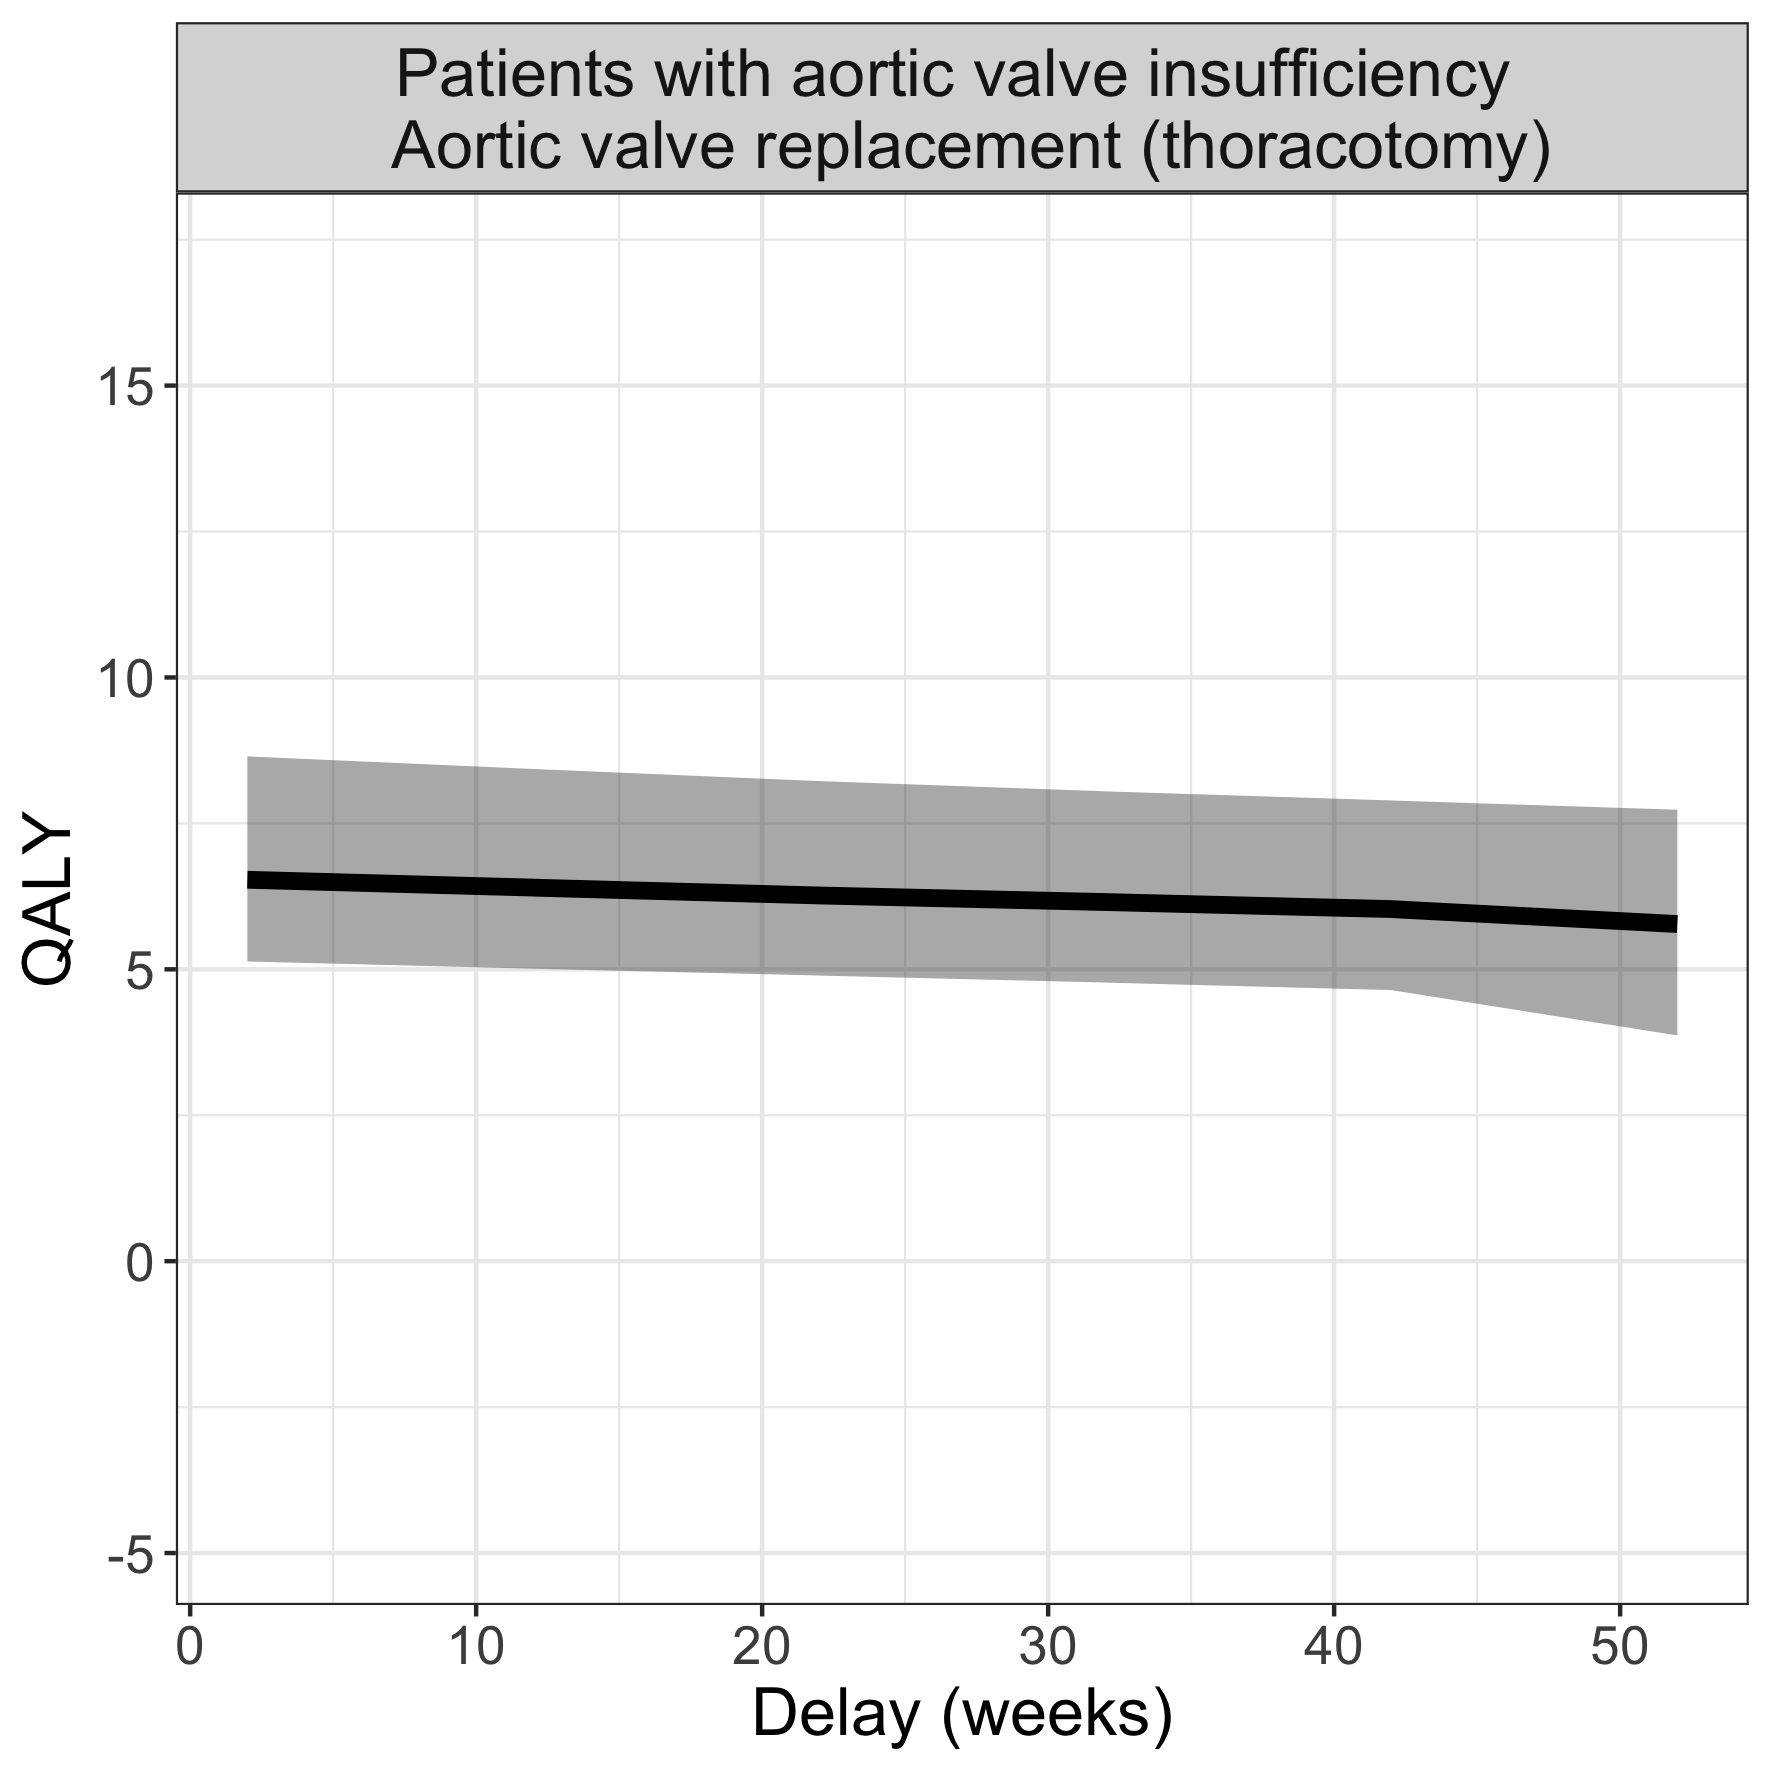 Patients with aortic valve insufficiency
Aortic valve replacement (thoracotomy)
QALY
15
10
5
0
-5
0 10 20 30 40 50
Delay (weeks)